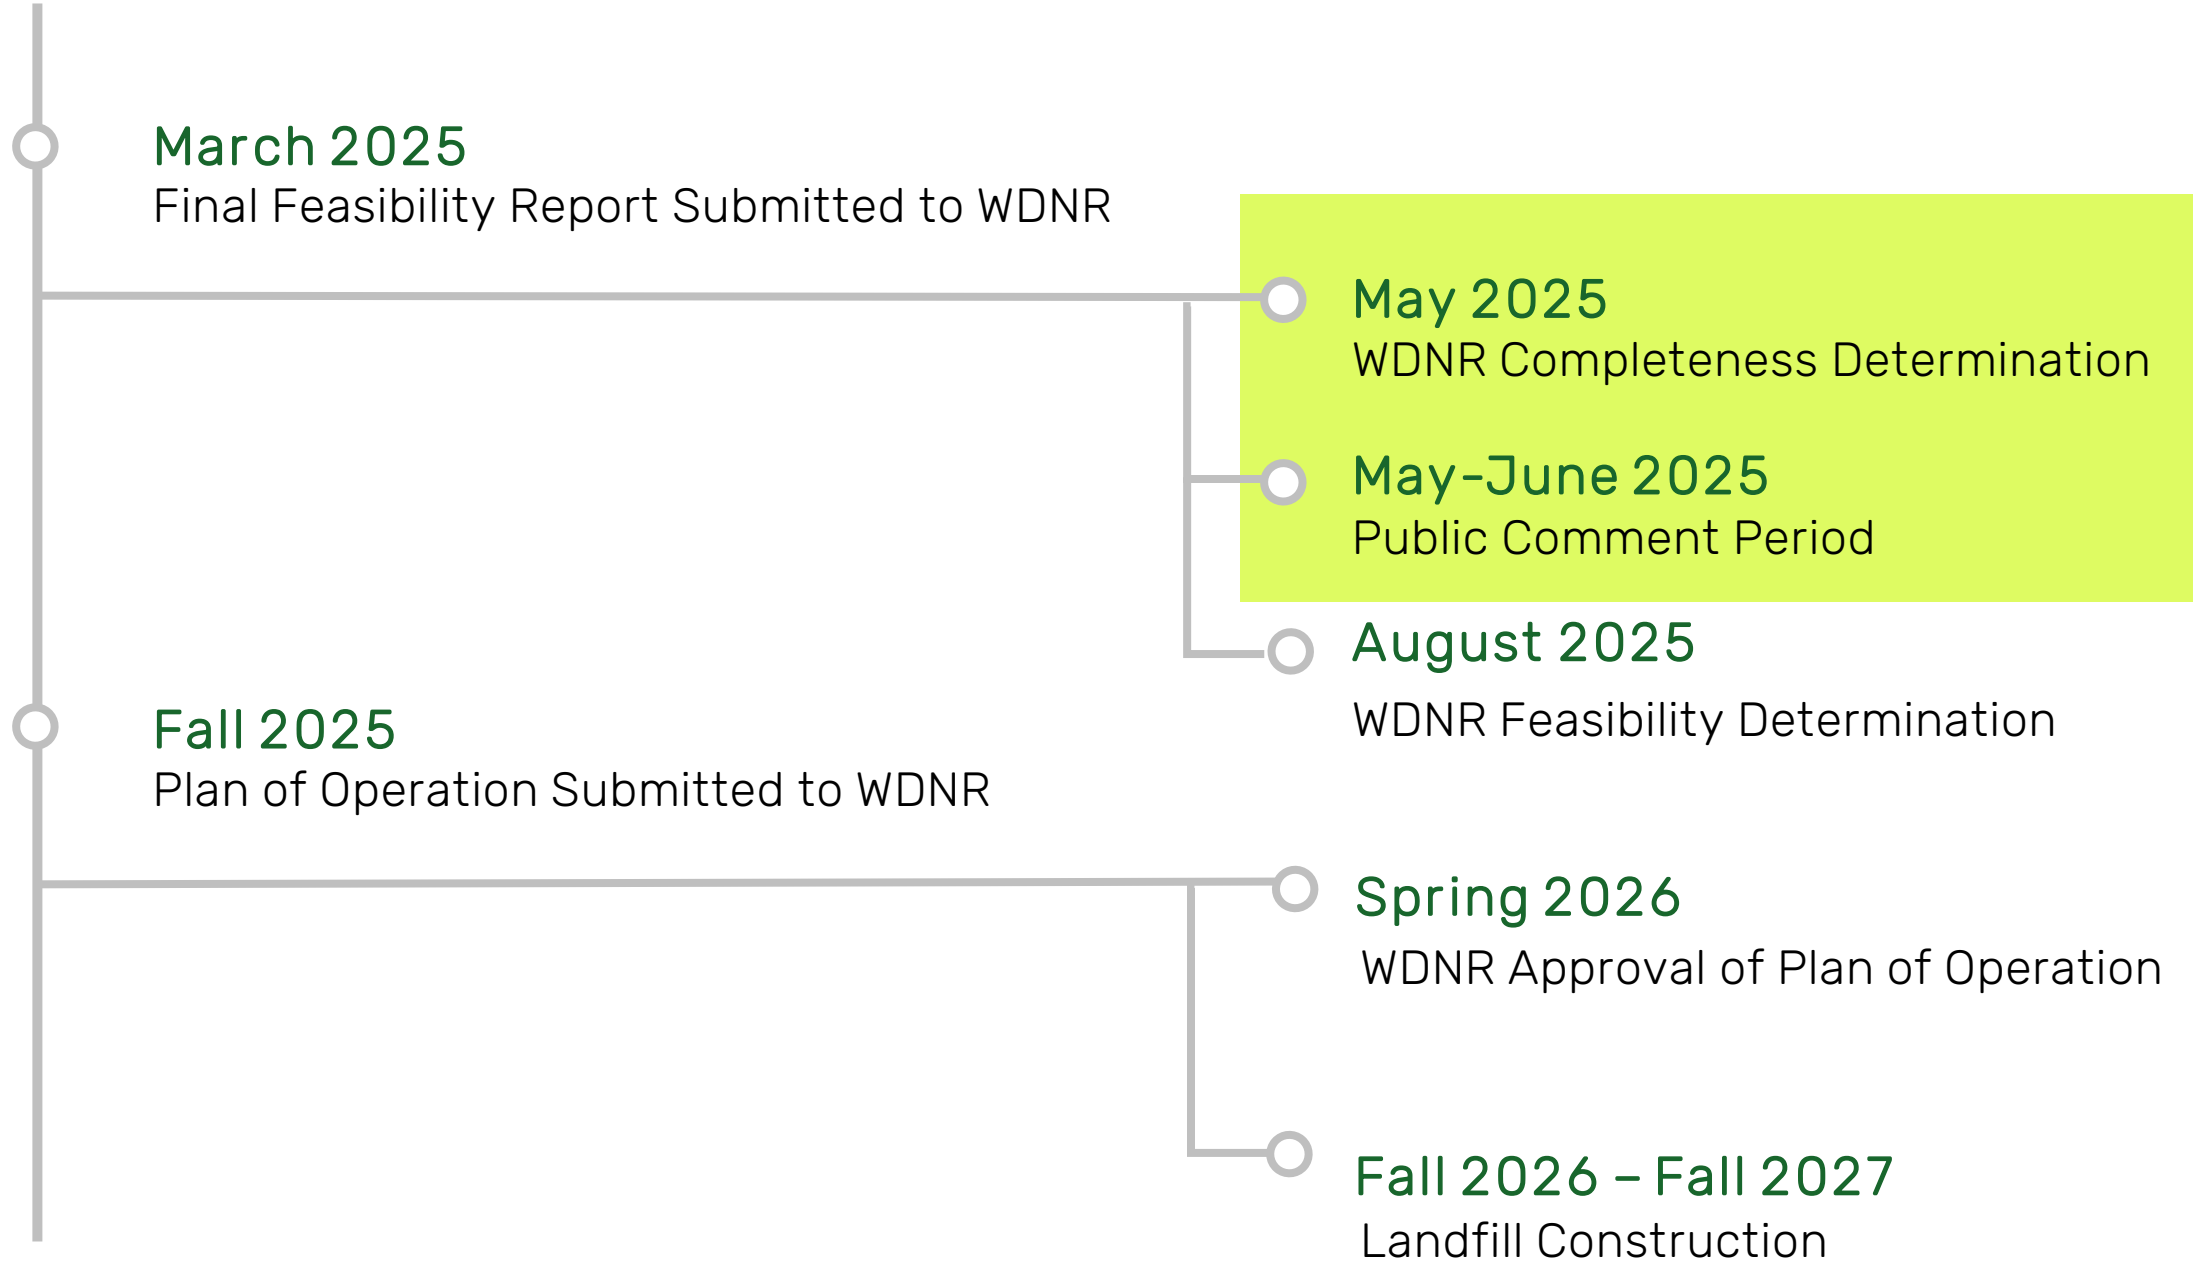 March 2025
Final Feasibility Report Submitted to WDNR
May 2025
WDNR Completeness Determination
May-June 2025
Public Comment Period
August 2025
WDNR Feasibility Determination
Fall 2025
Plan of Operation Submitted to WDNR
Spring 2026
WDNR Approval of Plan of Operation
Fall 2026 – Fall 2027
Landfill Construction